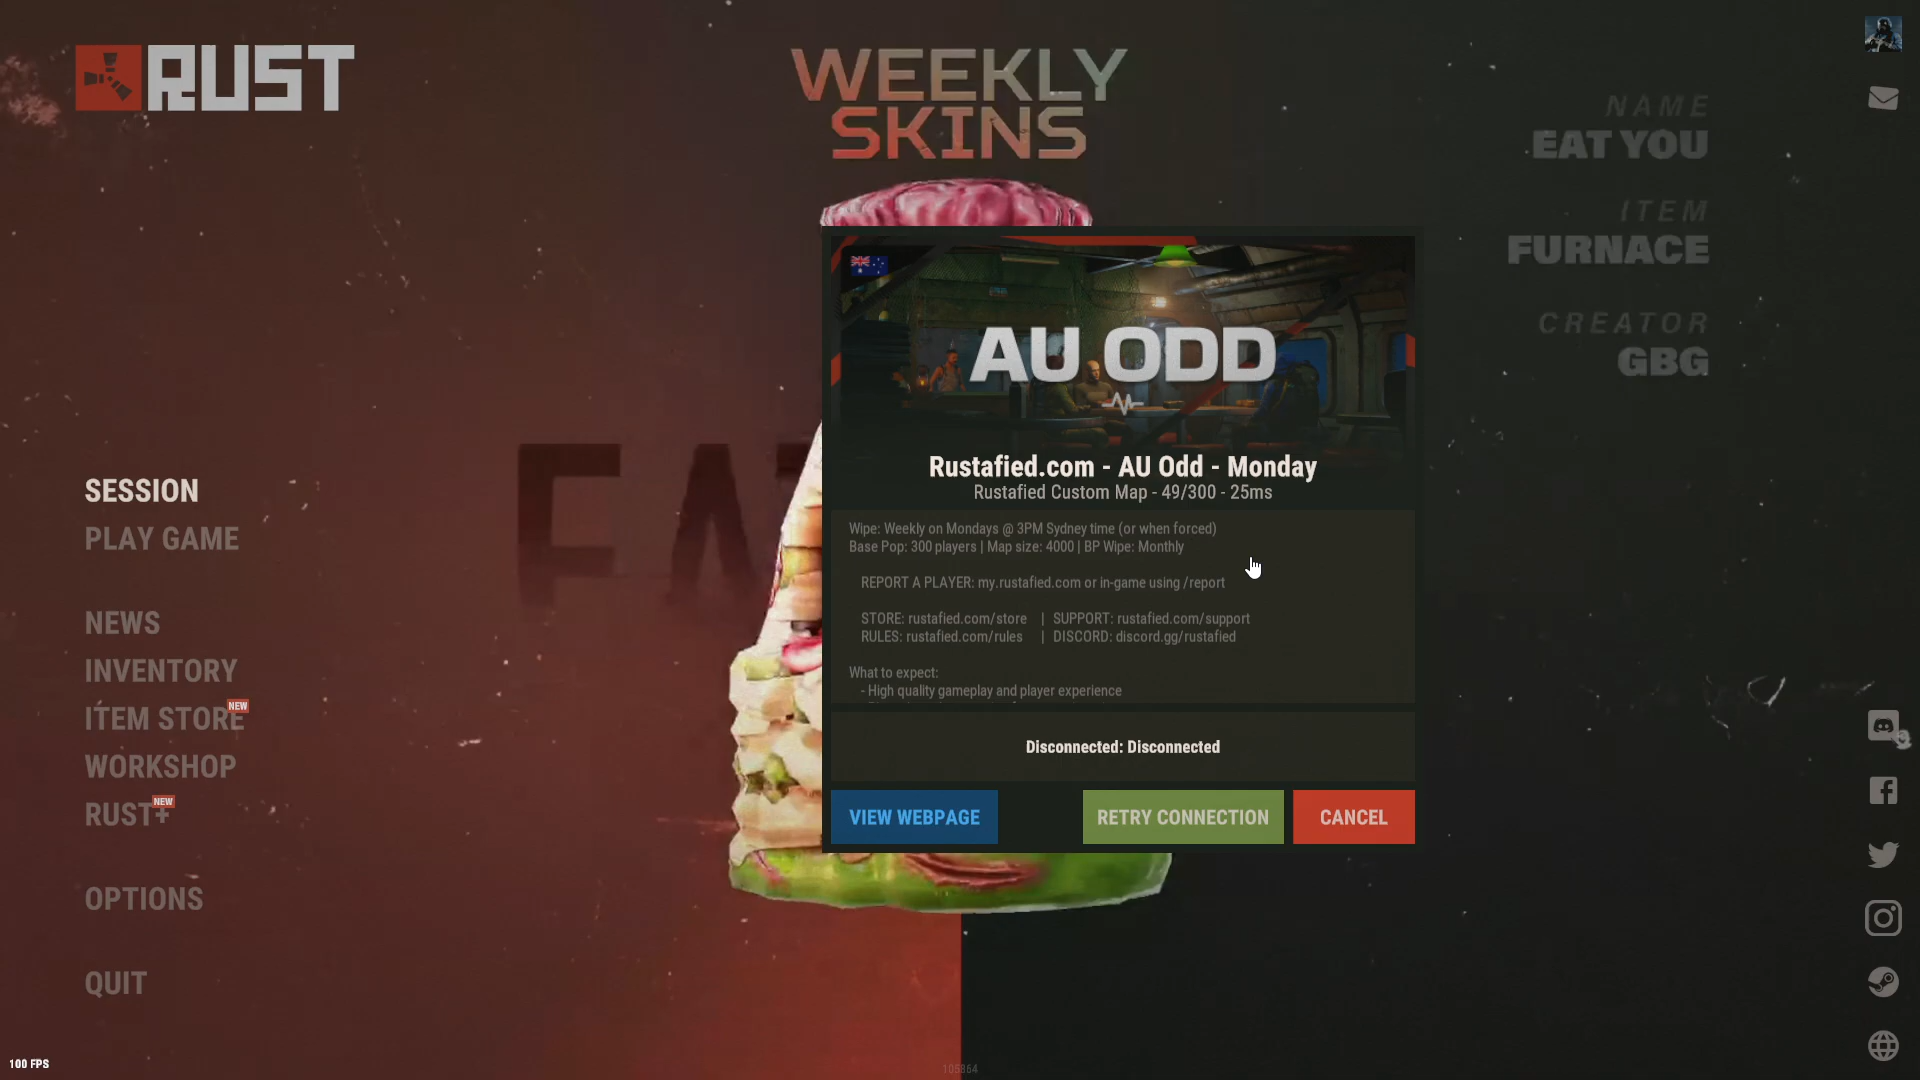 RUST
WEEKLY
SKINS
NAME
EAT YOU
ITEM
FURNACE
CREATOR
GBG
AU ODD
Rustafied.com - AU Odd - Monday
Rustafied Custom Map - 49/300 - 25ms
Wipe: Weekly on Mondays @ 3PM Sydney time (or when forced)
Base Pop: 300 players | Map size: 4000 | BP Wipe: Monthly
REPORT A PLAYER: my.rustafied.com or in-game using /report
STORE: rustafied.com/store | SUPPORT: rustafied.com/support
RULES: rustafied.com/rules | DISCORD: discord.gg/rustafied
What to expect:
- High quality gameplay and player experience
Disconnected: Disconnected
VIEW WEBPAGE
RETRY CONNECTION
CANCEL
SESSION
PLAY GAME
NEWS
INVENTORY
ITEM STORE NEW
WORKSHOP
RUST+ NEW
OPTIONS
QUIT
100 FPS
105864